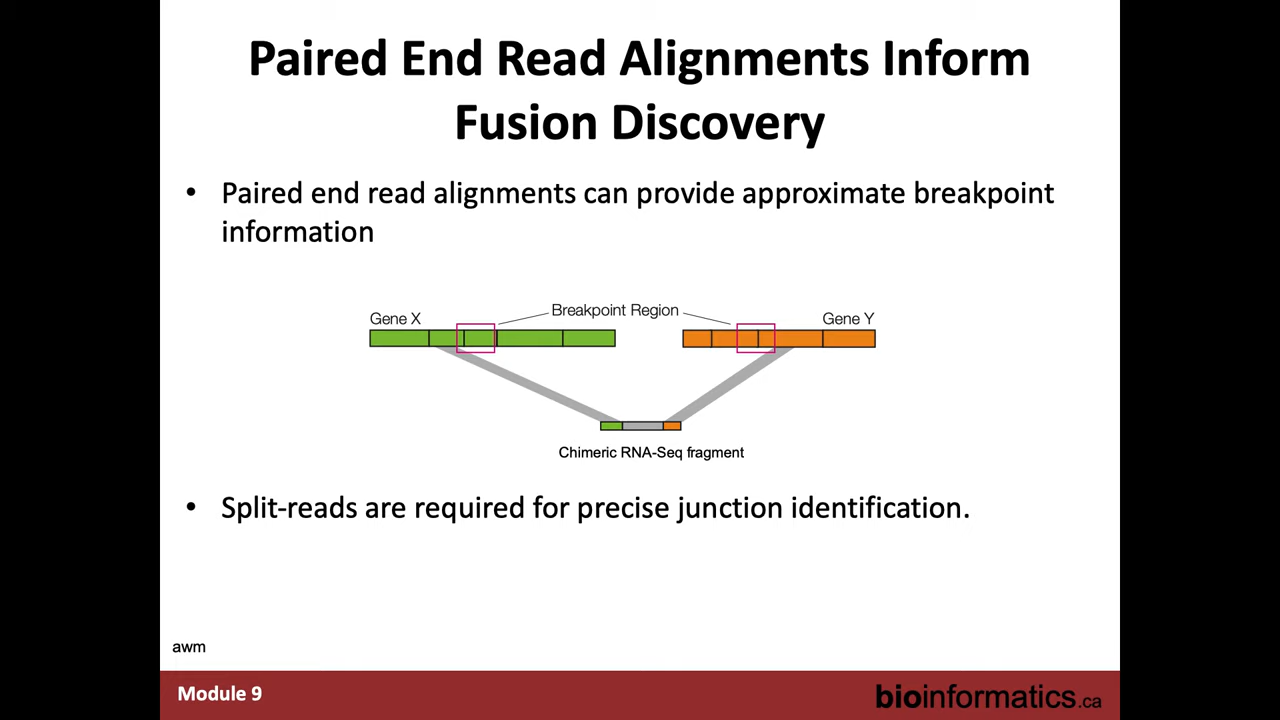 Paired End Read Alignments Inform
Fusion Discovery
• Paired end read alignments can provide approximate breakpoint
information
Breakpoint Region
Gene X
Gene Y
Chimeric RNA-Seq fragment
• Split-reads are required for precise junction identification.
awm
Module 9
bioinformatics.ca